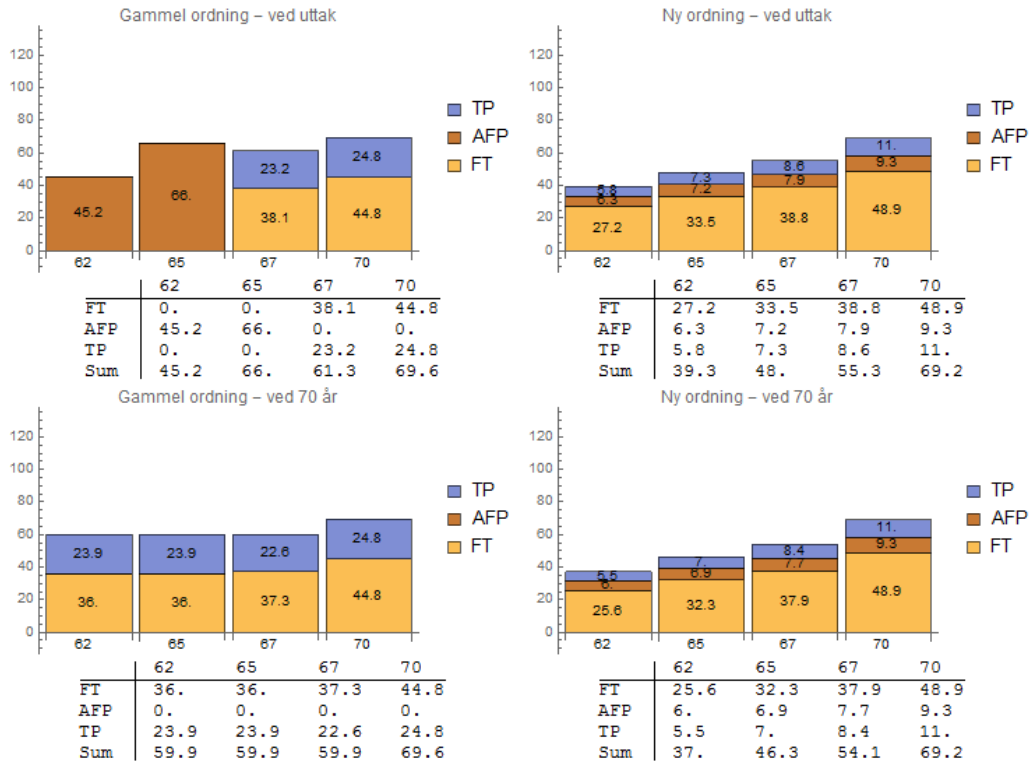 Gammel ordning – ved uttak
120
100
80
60
40
20
0
45.2
66.
23.2
38.1
24.8
44.8
62 65 67 70
TP
AFP
FT
62 65 67 70
FT 0. 0. 38.1 44.8
AFP 45.2 66. 0. 0.
TP 0. 0. 23.2 24.8
Sum 45.2 66. 61.3 69.6
Ny ordning – ved uttak
120
100
80
60
40
20
0
5.8
6.3
27.2
7.3
7.2
33.5
8.6
7.9
38.8
11.
9.3
48.9
62 65 67 70
TP
AFP
FT
62 65 67 70
FT 27.2 33.5 38.8 48.9
AFP 6.3 7.2 7.9 9.3
TP 5.8 7.3 8.6 11.
Sum 39.3 48. 55.3 69.2
Gammel ordning – ved 70 år
120
100
80
60
40
20
0
23.9
36.
23.9
36.
22.6
37.3
24.8
44.8
62 65 67 70
TP
AFP
FT
62 65 67 70
FT 36. 36. 37.3 44.8
AFP 0. 0. 0. 0.
TP 23.9 23.9 22.6 24.8
Sum 59.9 59.9 59.9 69.6
Ny ordning – ved 70 år
120
100
80
60
40
20
0
5.5
6.
25.6
7.
6.9
32.3
8.4
7.7
37.9
11.
9.3
48.9
62 65 67 70
TP
AFP
FT
62 65 67 70
FT 25.6 32.3 37.9 48.9
AFP 6. 6.9 7.7 9.3
TP 5.5 7. 8.4 11.
Sum 37. 46.3 54.1 69.2